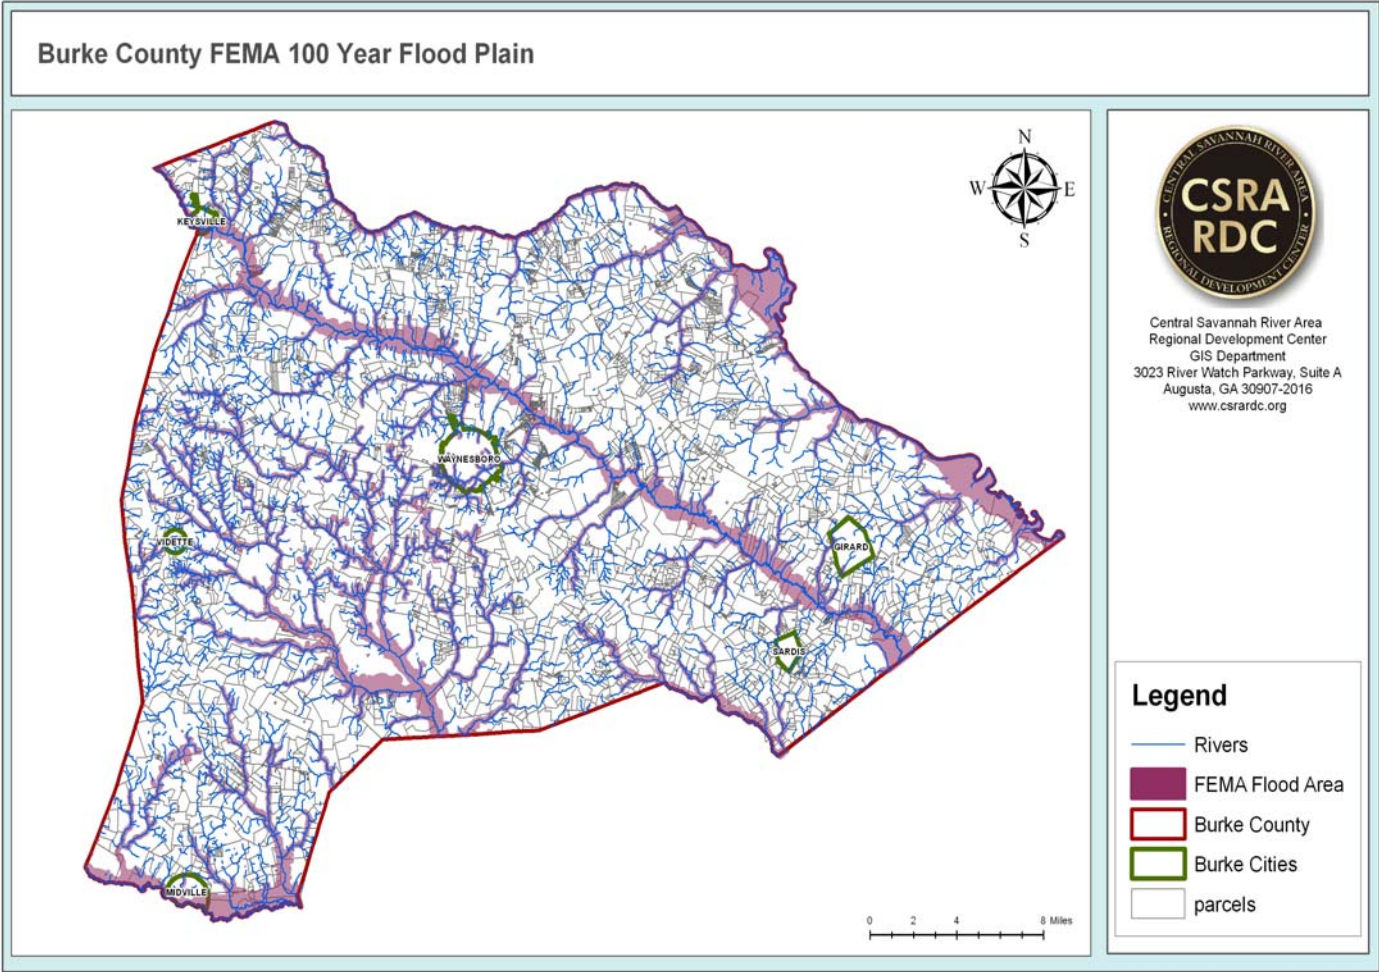 Burke County FEMA 100 Year Flood Plain
N
W E
S
KEYSVILLE
WAYNESBORO
VIDETTE
GIRARD
SARDIS
MIDVILLE
0 2 4 8 Miles
CENTRAL SAVANNAH RIVER AREA
CSRA
RDC
REGIONAL DEVELOPMENT CENTER
Central Savannah River Area
Regional Development Center
GIS Department
3023 River Watch Parkway, Suite A
Augusta, GA 30907-2016
www.csrardc.org
Legend
Rivers
FEMA Flood Area
Burke County
Burke Cities
parcels